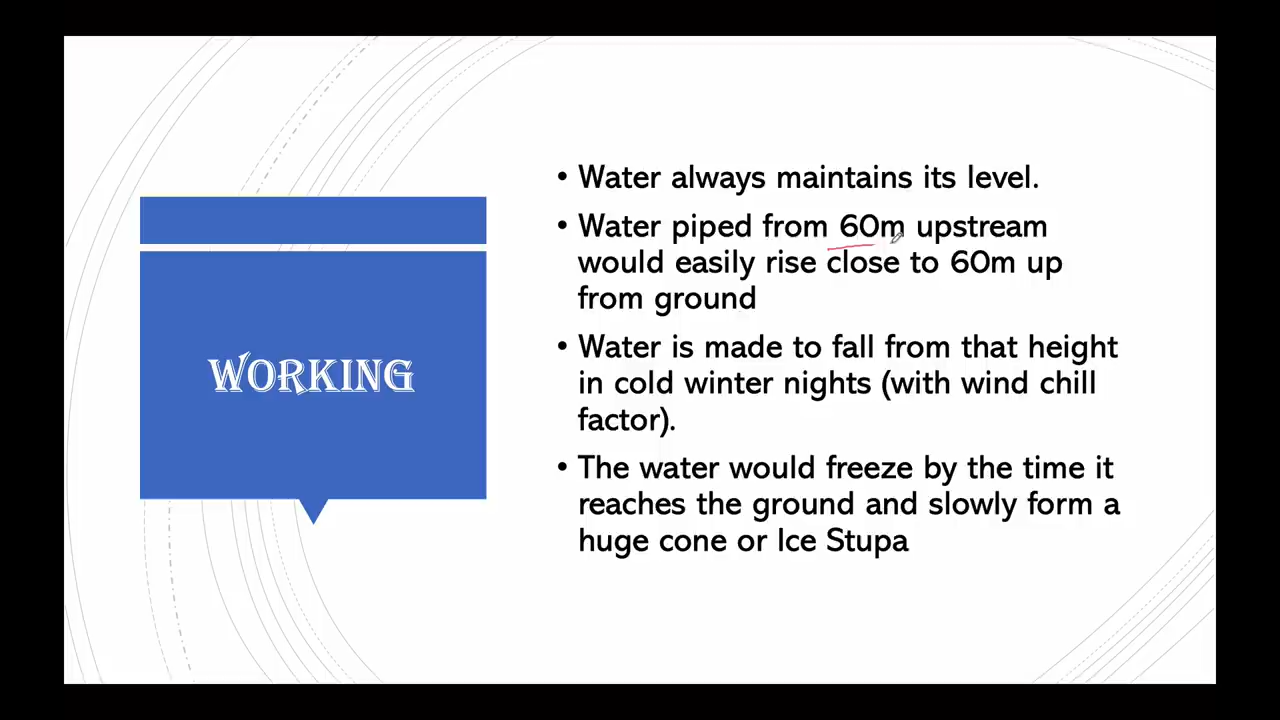 WORKING
• Water always maintains its level.
• Water piped from 60m upstream
would easily rise close to 60m up
from ground
• Water is made to fall from that height
in cold winter nights (with wind chill
factor).
• The water would freeze by the time it
reaches the ground and slowly form a
huge cone or Ice Stupa